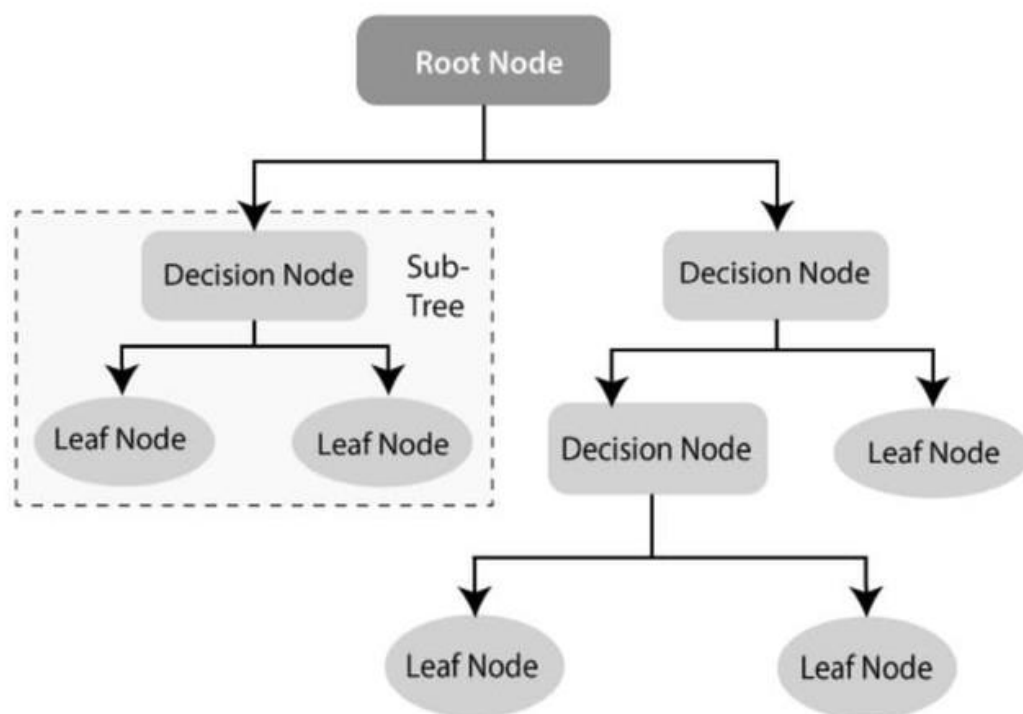 Root Node
Decision Node
Sub-
Tree
Decision Node
Leaf Node
Leaf Node
Decision Node
Leaf Node
Leaf Node
Leaf Node